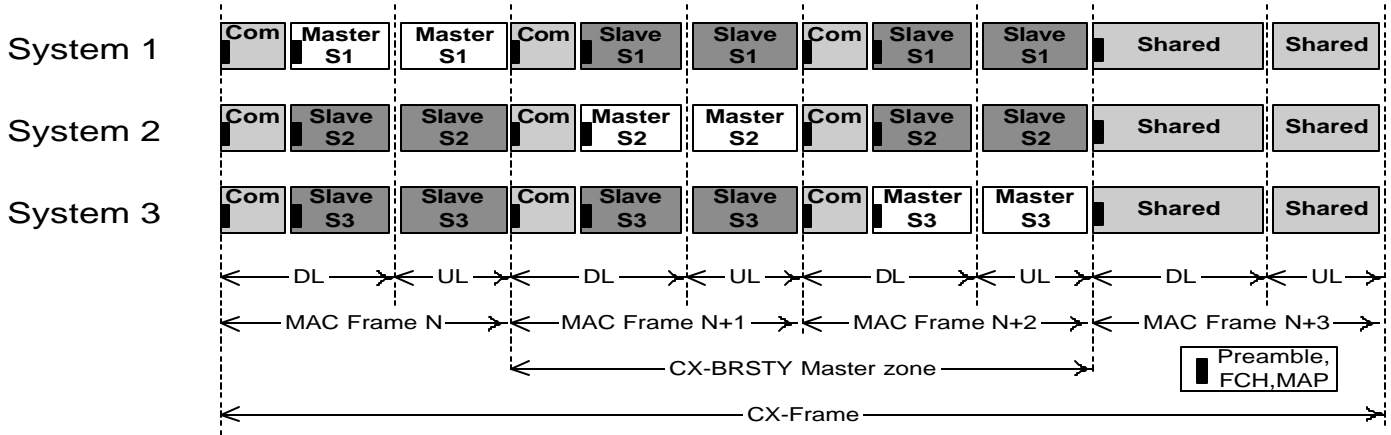 System 1
Com
Master
S1
Master
S1
Com
Slave
S1
Slave
S1
Com
Slave
S1
Slave
S1
Shared
Shared
System 2
Com
Slave
S2
Slave
S2
Com
Master
S2
Master
S2
Com
Slave
S2
Slave
S2
Shared
Shared
System 3
Com
Slave
S3
Slave
S3
Com
Slave
S3
Slave
S3
Com
Master
S3
Master
S3
Shared
Shared
DL
UL
DL
UL
DL
UL
DL
UL
MAC Frame N
MAC Frame N+1
MAC Frame N+2
MAC Frame N+3
CX-BRSTY Master zone
Preamble,
FCH,MAP
CX-Frame